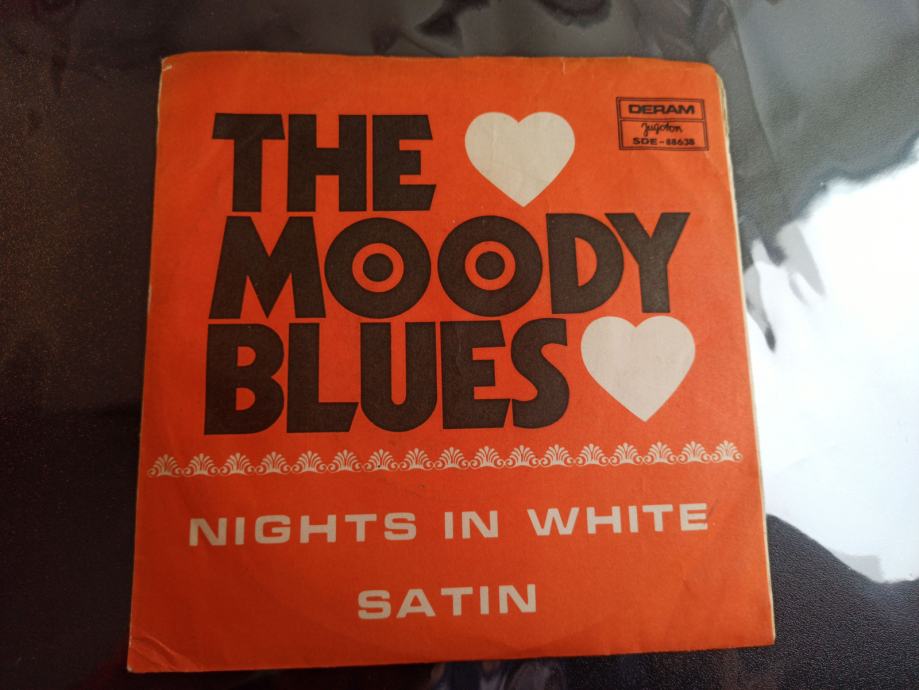 THE
MOODY
BLUES
DERAM
Jugoton
SDE-88638
NIGHTS IN WHITE
SATIN